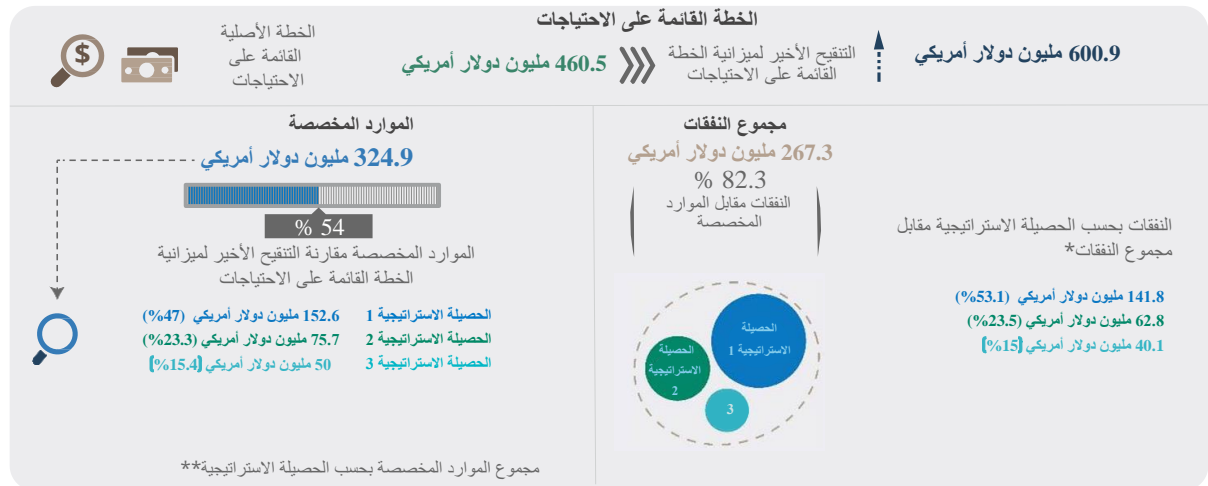 الخطة القائمة على الاحتياجات
الخطة الأصلية
القائمة على
الاحتياجات
460.5 مليون دولار أمريكي
التنقيح الأخير لميزانية الخطة
القائمة على الاحتياجات
600.9 مليون دولار أمريكي
مجموع النفقات
267.3 مليون دولار أمريكي
82.3 %
النفقات مقابل الموارد
المخصصة
النفقات بحسب الحصيلة الاستراتيجية مقابل
مجموع النفقات*
141.8 مليون دولار أمريكي (53.1%)
62.8 مليون دولار أمريكي (23.5%)
40.1 مليون دولار أمريكي (15%)
الحصيلة
الاستراتيجية 1
الحصيلة
الاستراتيجية
2
3
الموارد المخصصة
324.9 مليون دولار أمريكي
54 %
الموارد المخصصة مقارنة التنقيح الأخير لميزانية
الخطة القائمة على الاحتياجات
الحصيلة الاستراتيجية 1 152.6 مليون دولار أمريكي (47%)
الحصيلة الاستراتيجية 2 75.7 مليون دولار أمريكي (23.3%)
الحصيلة الاستراتيجية 3 50 مليون دولار أمريكي (15.4%)
مجموع الموارد المخصصة بحسب الحصيلة الاستراتيجية**